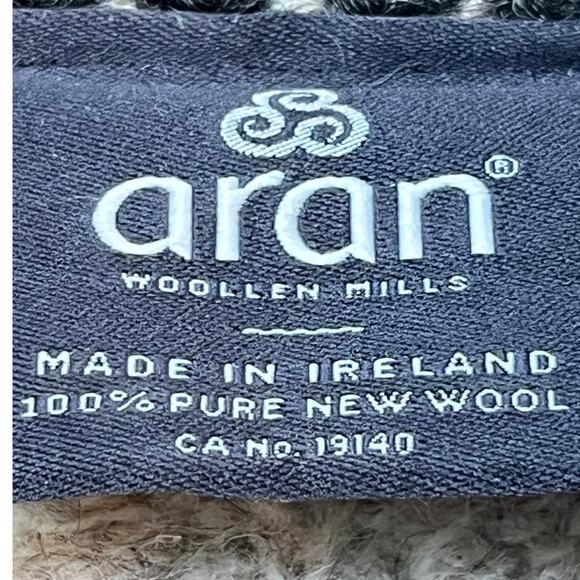 aran®
WOOLLEN MILLS
MADE IN IRELAND
100% PURE NEW WOOL
CA No. 19140